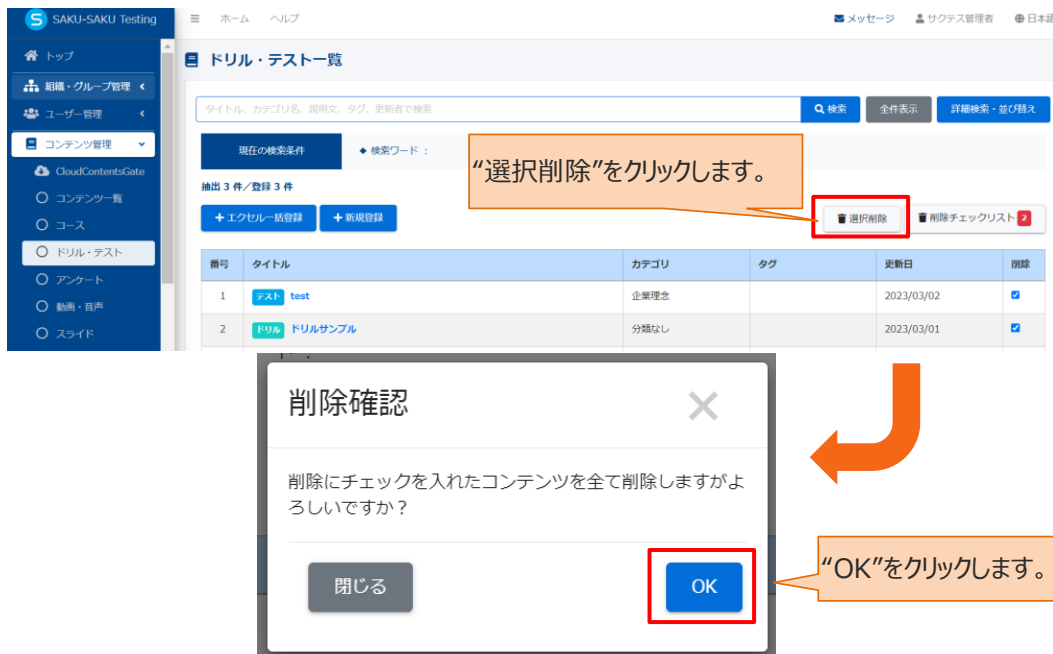 SAKU-SAKU Testing
ホーム ヘルプ
メッセージ サクテス管理者 日本語
トップ
組織・グループ管理
ユーザー管理
コンテンツ管理
CloudContentsGate
コンテンツ一覧
コース
ドリル・テスト
アンケート
動画・音声
スライド
ドリル・テスト一覧
タイトル、カテゴリ名、説明文、タグ、更新者で検索
検索 全件表示 詳細検索・並び替え
現在の検索条件 ◆ 検索ワード :
“選択削除”をクリックします。
抽出 3 件/登録 3 件
+ エクセル一括登録 + 新規登録
選択削除 削除チェックリスト 2
番号 タイトル カテゴリ タグ 更新日 削除
1 テスト test 企業理念 2023/03/02
2 ドリル ドリルサンプル 分類なし 2023/03/01
削除確認 ×
削除にチェックを入れたコンテンツを全て削除しますがよ
ろしいですか？
閉じる OK
“OK”をクリックします。